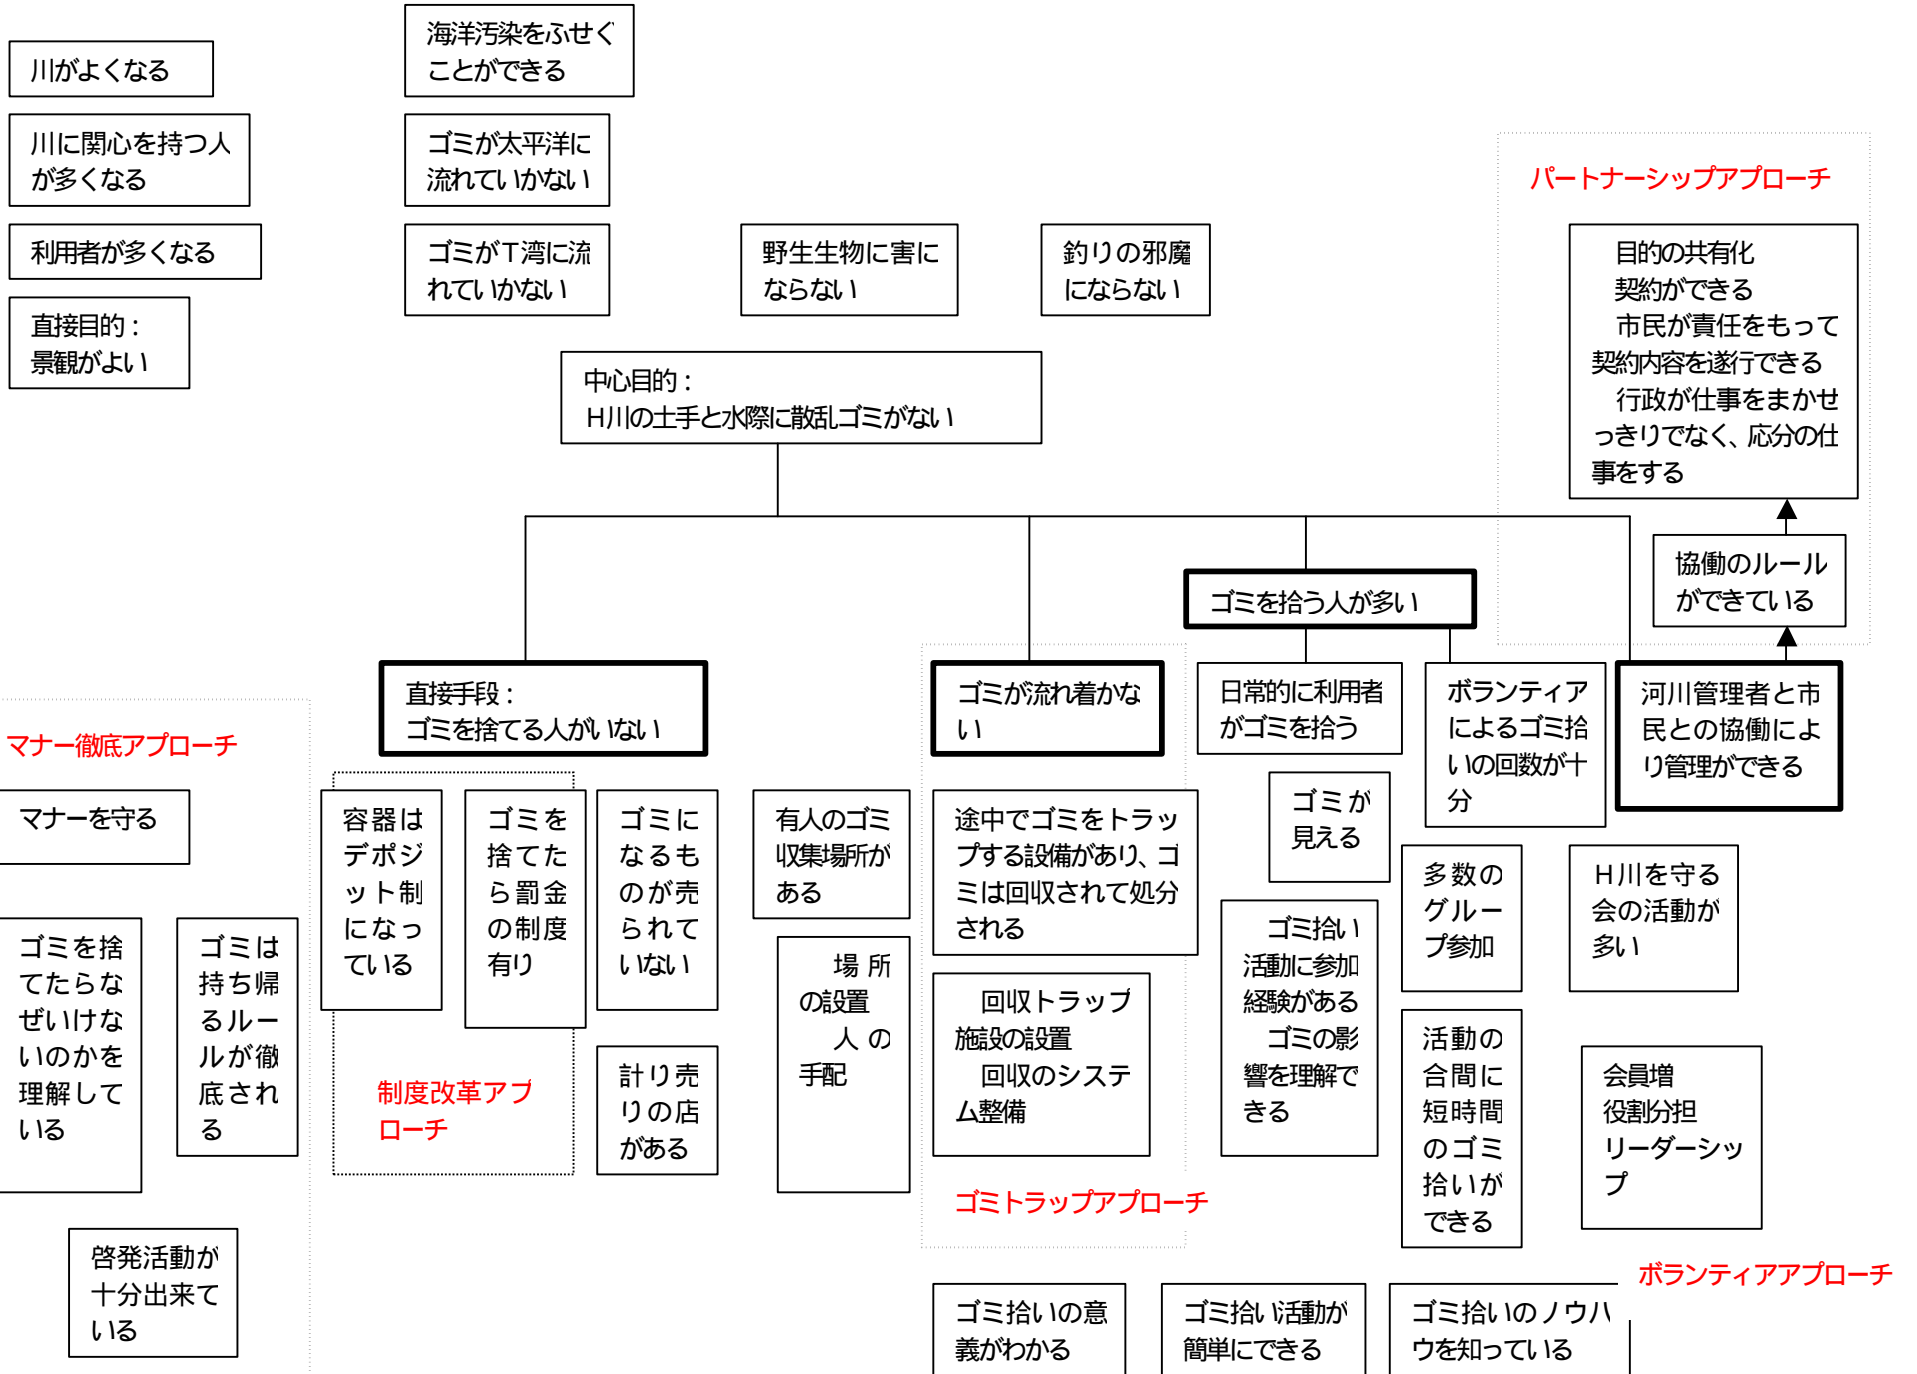 川がよくなる
川に関心を持つ人
が多くなる
利用者が多くなる
直接目的：
景観がよい
海洋汚染をふせぐ
ことができる
ゴミが太平洋に
流れていかない
ゴミがＴ湾に流
れていかない
野生生物に害に
ならない
釣りの邪魔
にならない
中心目的：
Ｈ川の土手と水際に散乱ゴミがない
パートナーシップアプローチ
目的の共有化
契約ができる
市民が責任をもって
契約内容を遂行できる
行政が仕事をまかせ
っきりでなく、応分の仕
事をする
協働のルール
ができている
ゴミを拾う人が多い
直接手段：
ゴミを捨てる人がいない
ゴミが流れ着かな
い
日常的に利用者
がゴミを拾う
ボランティア
によるゴミ拾
いの回数が十
分
河川管理者と市
民との協働によ
り管理ができる
マナー徹底アプローチ
マナーを守る
ゴミを捨
てたらな
ぜいけな
いのかを
理解して
いる
ゴミは
持ち帰
るルー
ルが徹
底され
る
啓発活動が
十分出来て
いる
容器は
デポジ
ット制
になっ
ている
ゴミを
捨てた
ら罰金
の制度
有り
制度改革アプ
ローチ
ゴミに
なるも
のが売
られて
いない
計り売
りの店
がある
有人のゴミ
収集場所が
ある
場所
の設置
人の
手配
途中でゴミをトラッ
プする設備があり、ゴ
ミは回収されて処分
される
回収トラップ
施設の設置
回収のシステ
ム整備
ゴミトラップアプローチ
ゴミが
見える
ゴミ拾い
活動に参加
経験がある
ゴミの影
響を理解で
きる
多数の
グルー
プ参加
活動の
合間に
短時間
のゴミ
拾いが
できる
Ｈ川を守る
会の活動が
多い
会員増
役割分担
リーダーシッ
プ
ボランティアアプローチ
ゴミ拾いの意
義がわかる
ゴミ拾い活動が
簡単にできる
ゴミ拾いのノウハ
ウを知っている